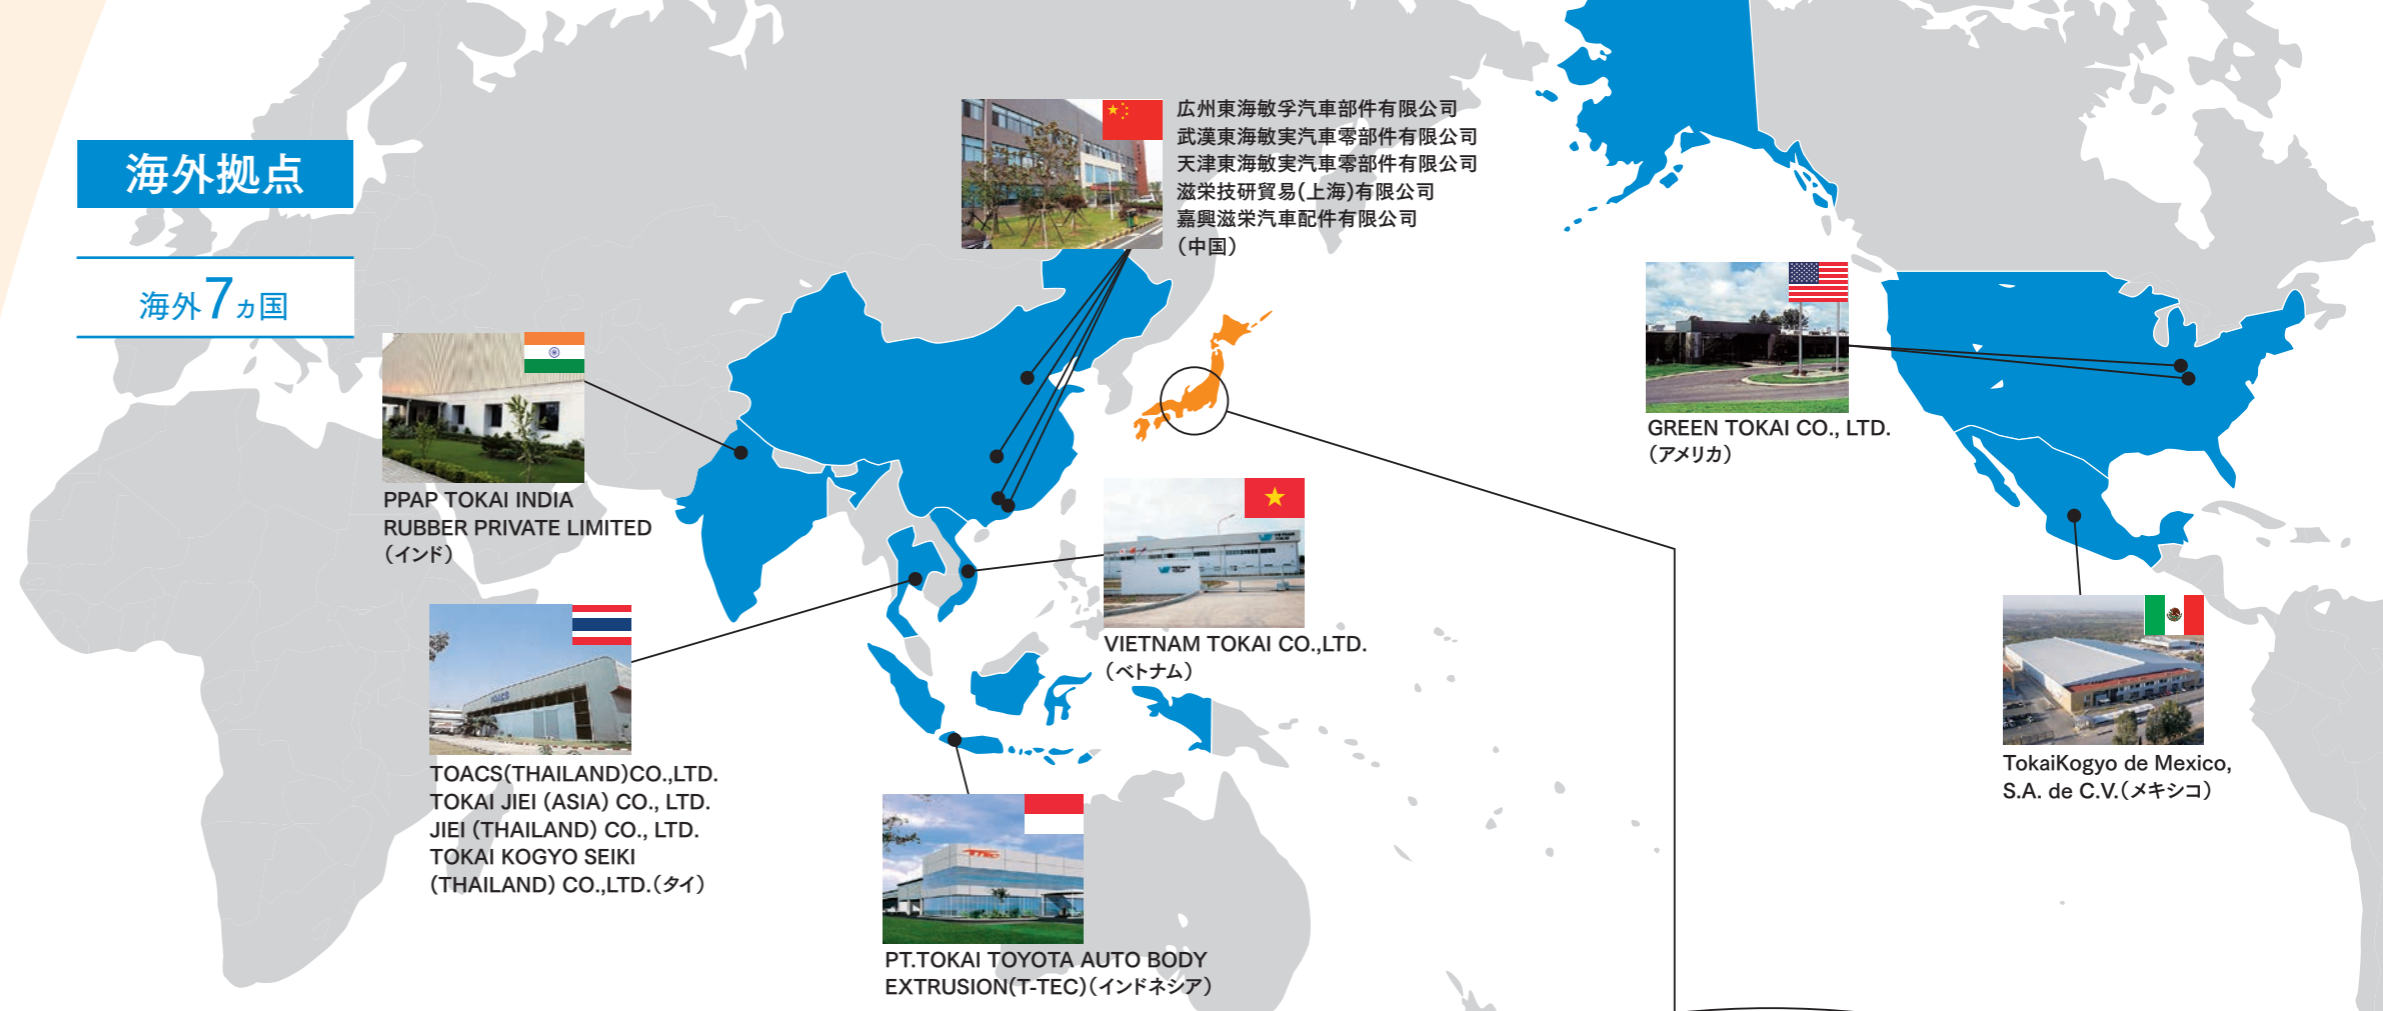 海外拠点
海外7ヵ国
広州東海敏孚汽車部件有限公司
武漢東海敏実汽車零部件有限公司
天津東海敏実汽車零部件有限公司
滋栄技研貿易(上海)有限公司
嘉興滋栄汽車配件有限公司
（中国）
GREEN TOKAI CO., LTD.
（アメリカ）
PPAP TOKAI INDIA
RUBBER PRIVATE LIMITED
（インド）
VIETNAM TOKAI CO.,LTD.
（ベトナム）
TOACS
TOACS(THAILAND)CO.,LTD.
TOKAI JIEI (ASIA) CO., LTD.
JIEI (THAILAND) CO., LTD.
TOKAI KOGYO SEIKI
(THAILAND) CO.,LTD.（タイ）
TTEC
PT.TOKAI TOYOTA AUTO BODY
EXTRUSION(T-TEC)（インドネシア）
TokaiKogyo de Mexico,
S.A. de C.V.（メキシコ）